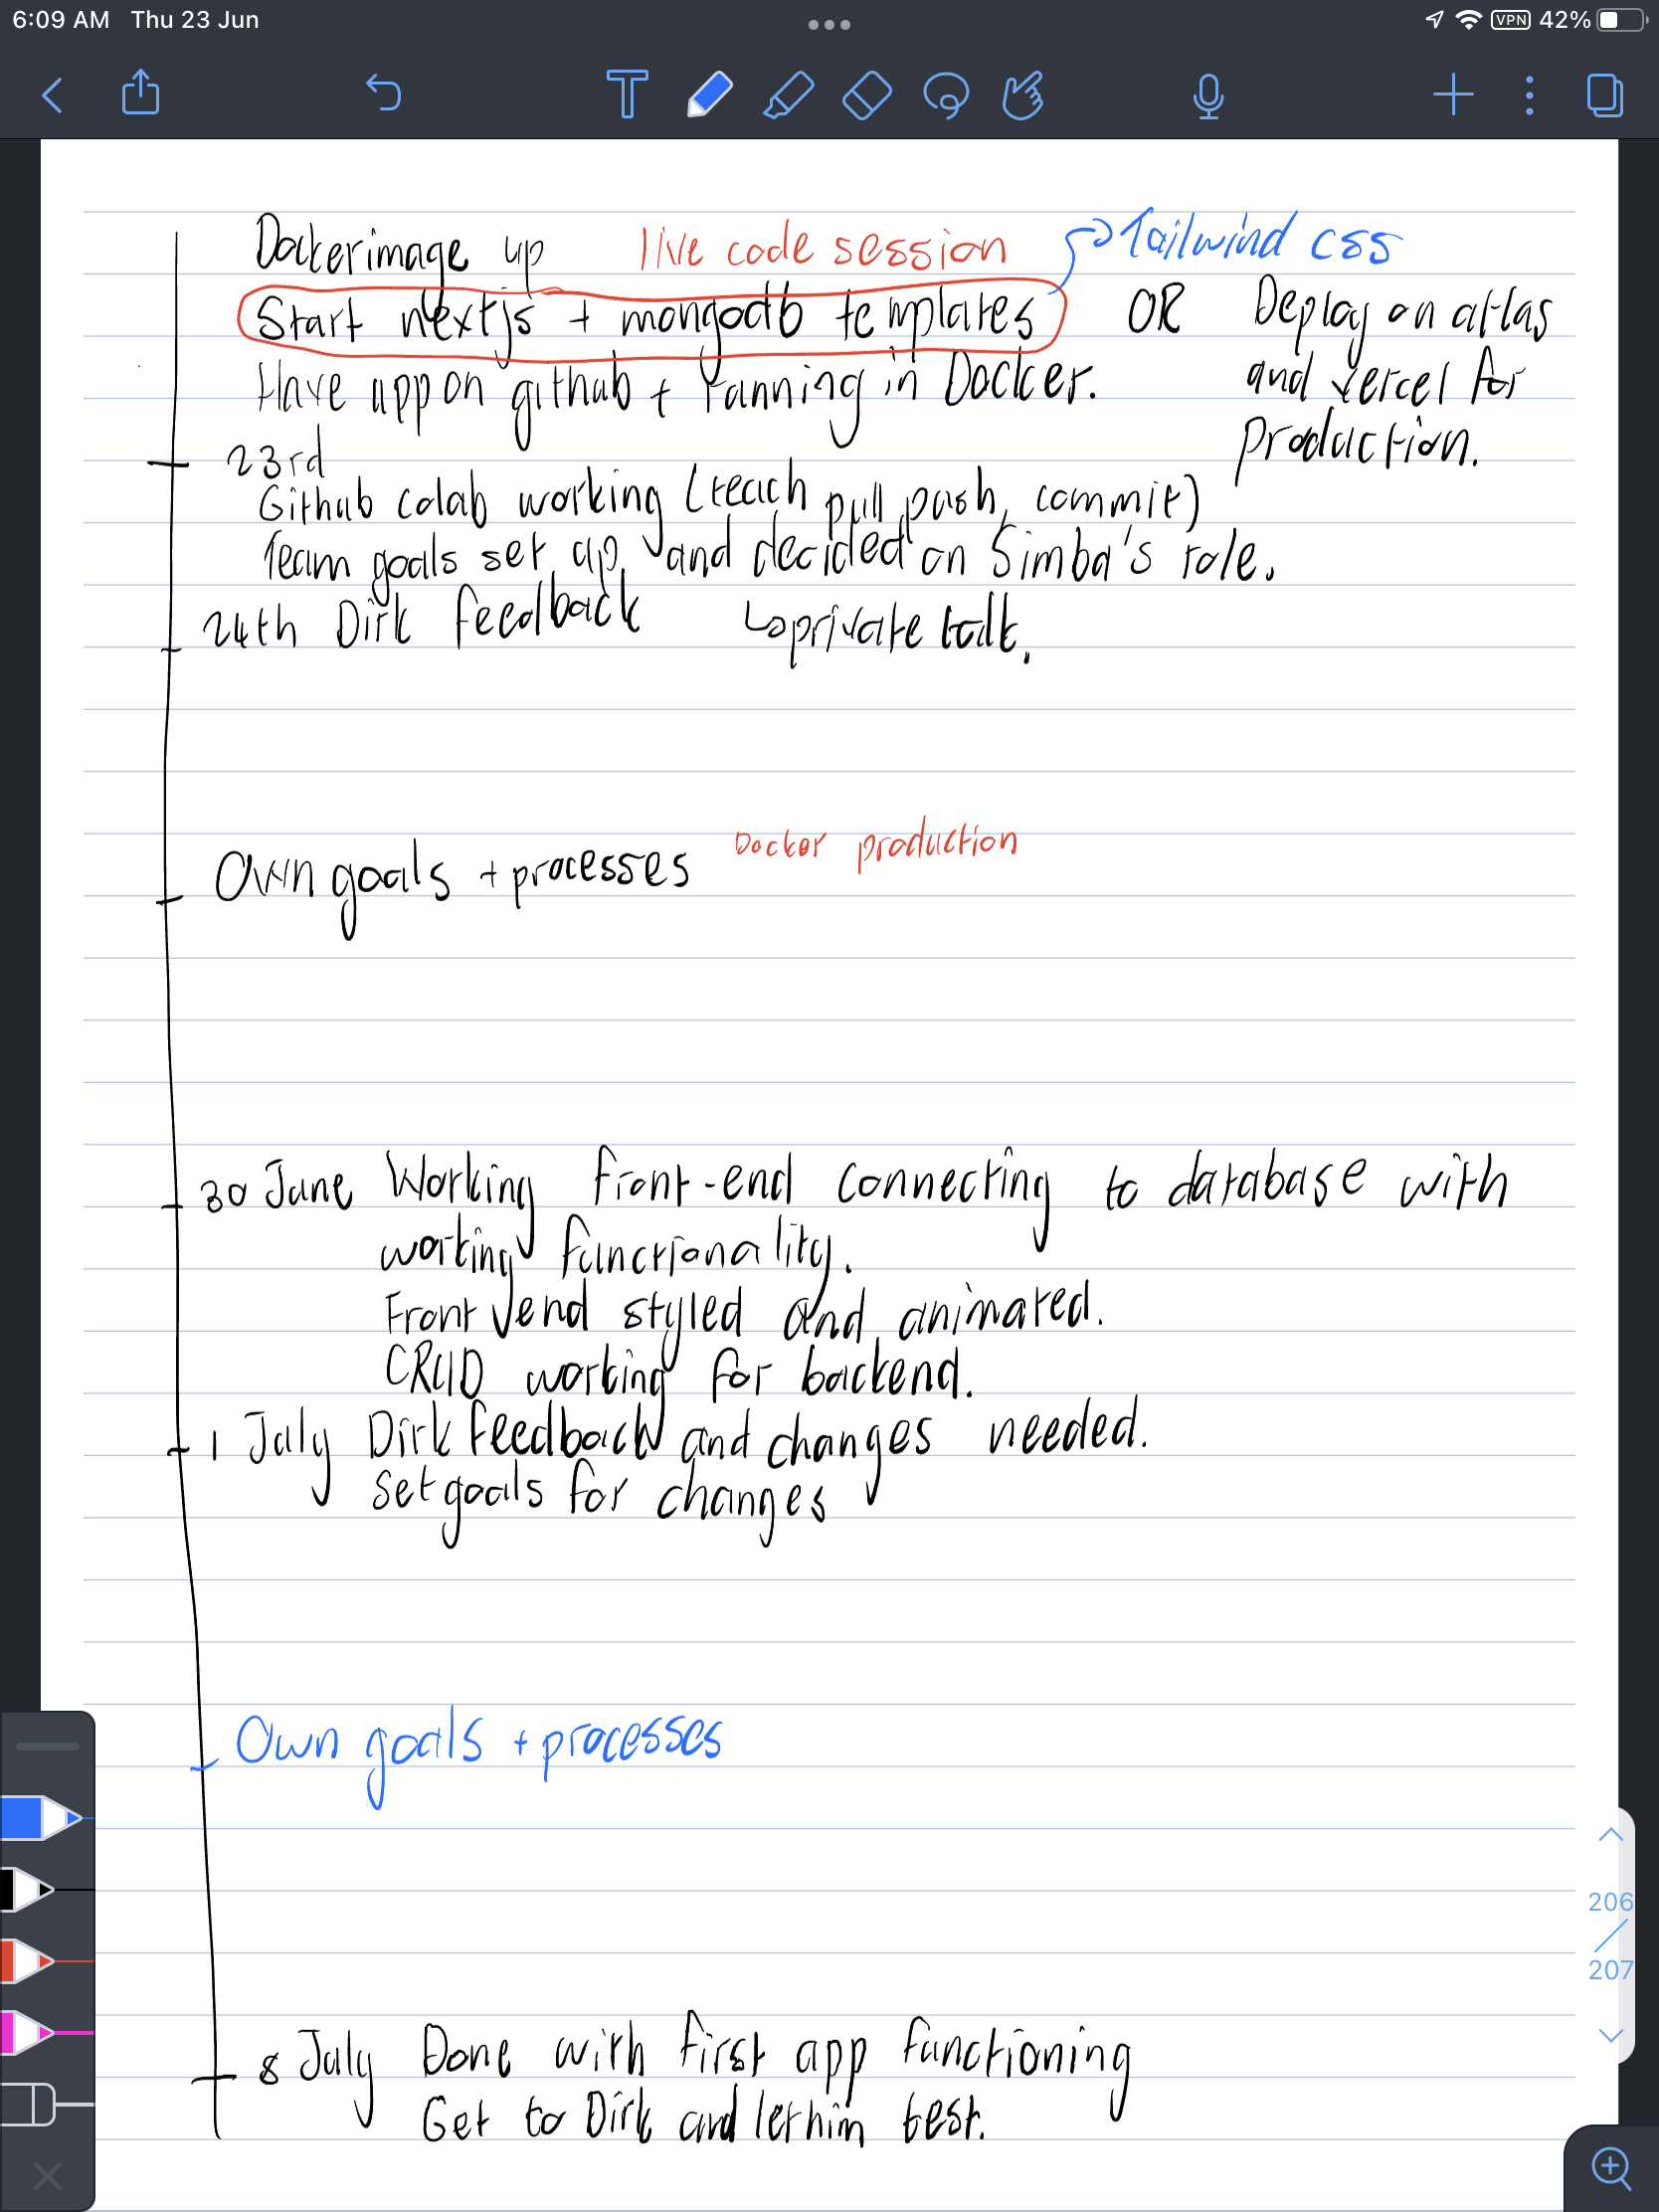 6:09 AM Thu 23 Jun
VPN 42%
Dockerimage up live code session Tailwind css
Start nextjs + mongodb templates OR Deploy on atlas
Have app on github + running in Docker. and vercel for
production.
23rd
Github colab working (teach pull, push, commit)
Team goals set up, and decided on Simba's role.
24th Dirk feedback private talk.
Own goals + processes Docker production
30 June Working front-end connecting to database with
working functionality.
Front end styled and animated.
CRUD working for backend.
1 July Dirk feedback and changes needed.
Set goals for changes
Own goals + processes
206
207
8 July Done with first app functioning
Get to Dirk and let him test.